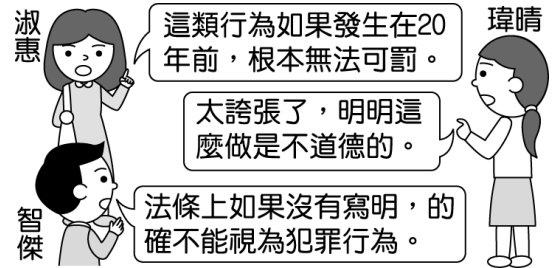 淑惠
這類行為如果發生在20
年前，根本無法可罰。
瑋晴
太誇張了，明明這
麼做是不道德的。
智傑
法條上如果沒有寫明，的
確不能視為犯罪行為。